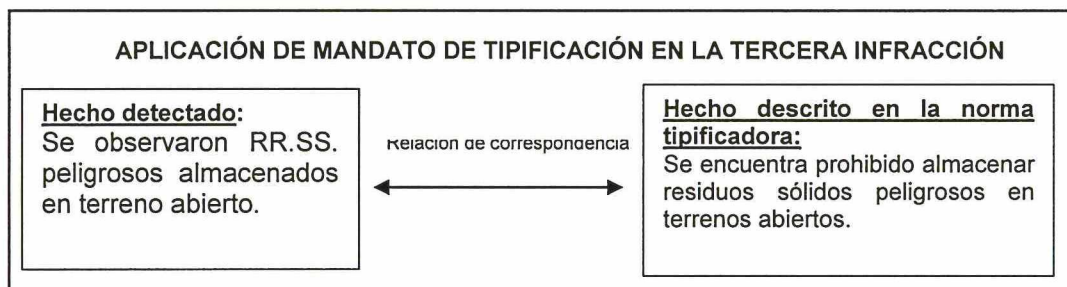 APLICACIÓN DE MANDATO DE TIPIFICACIÓN EN LA TERCERA INFRACCIÓN
Hecho detectado:
Se observaron RR.SS.
peligrosos almacenados
en terreno abierto.
Relación de correspondencia
Hecho descrito en la norma
tipificadora:
Se encuentra prohibido almacenar
residuos sólidos peligrosos en
terrenos abiertos.